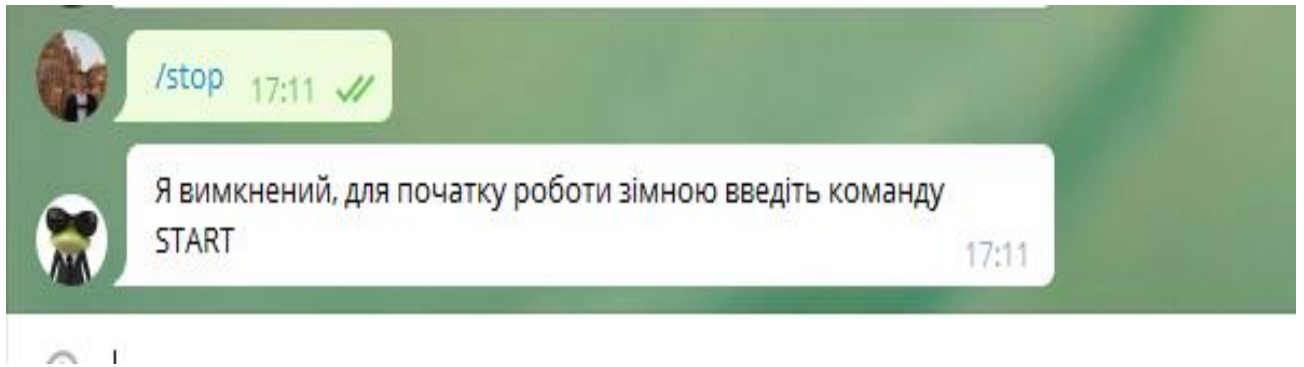 /stop 17:11
Я вимкнений, для початку роботи зімною введіть команду
START
17:11